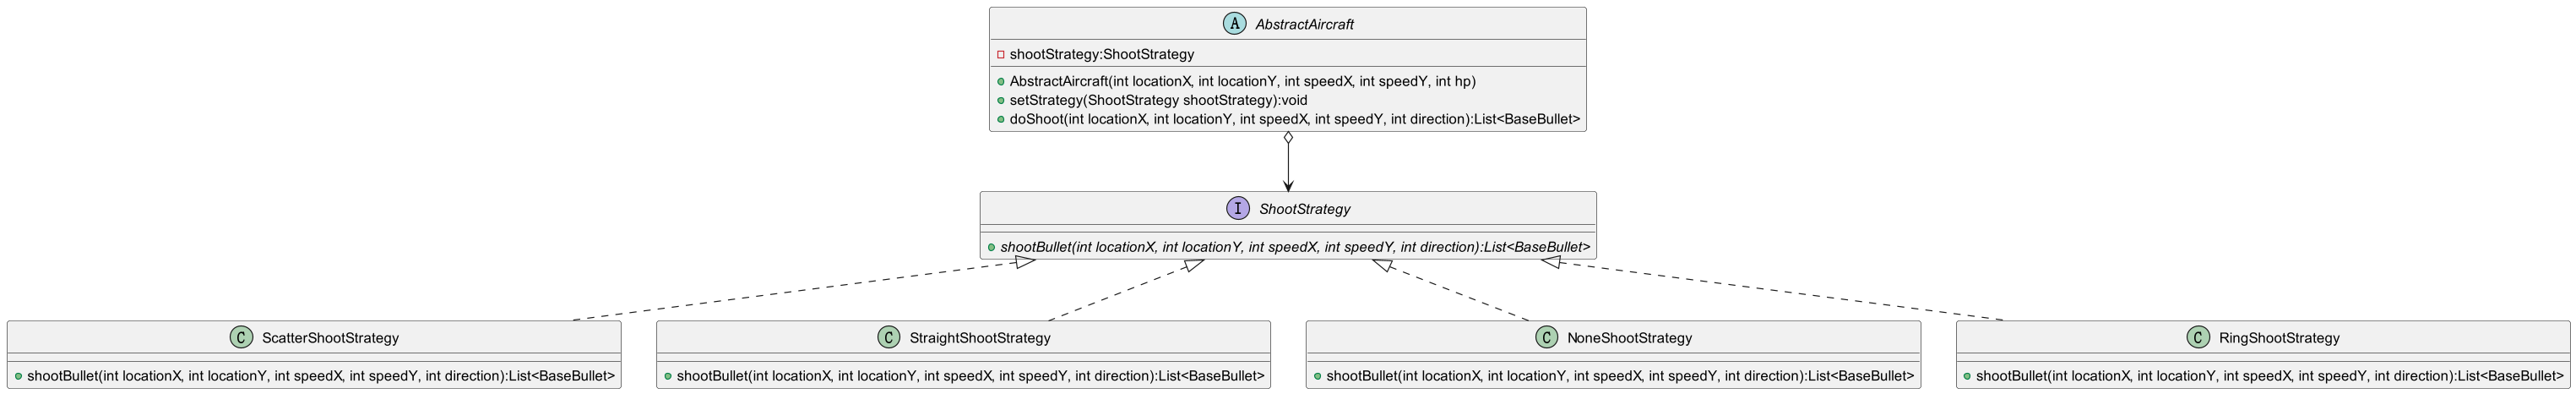 A AbstractAircraft
shootStrategy:ShootStrategy
AbstractAircraft(int locationX, int locationY, int speedX, int speedY, int hp)
setStrategy(ShootStrategy shootStrategy):void
doShoot(int locationX, int locationY, int speedX, int speedY, int direction):List<BaseBullet>
I ShootStrategy
shootBullet(int locationX, int locationY, int speedX, int speedY, int direction):List<BaseBullet>
C ScatterShootStrategy
shootBullet(int locationX, int locationY, int speedX, int speedY, int direction):List<BaseBullet>
C StraightShootStrategy
shootBullet(int locationX, int locationY, int speedX, int speedY, int direction):List<BaseBullet>
C NoneShootStrategy
shootBullet(int locationX, int locationY, int speedX, int speedY, int direction):List<BaseBullet>
C RingShootStrategy
shootBullet(int locationX, int locationY, int speedX, int speedY, int direction):List<BaseBullet>